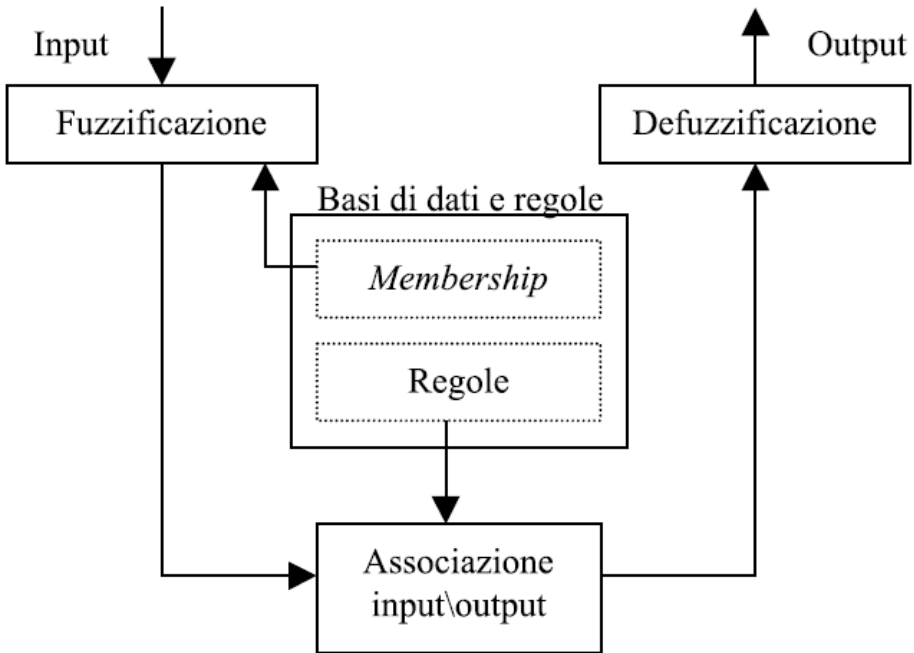 Input
Output
Fuzzificazione
Defuzzificazione
Basi di dati e regole
Membership
Regole
Associazione
input\output